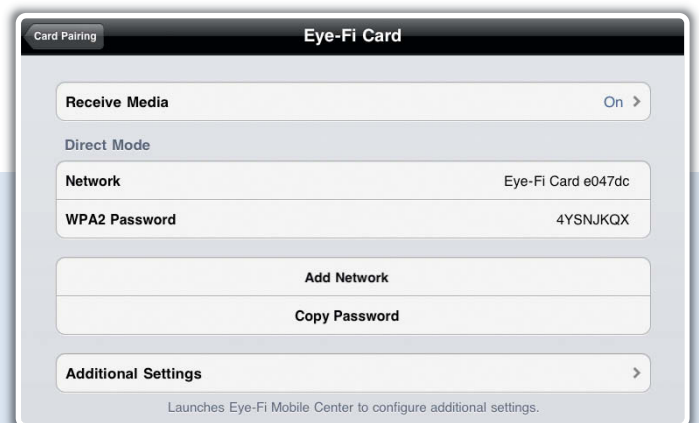 Card Pairing
Eye-Fi Card
Receive Media On
Direct Mode
Network Eye-Fi Card e047dc
WPA2 Password 4YSNJKQX
Add Network
Copy Password
Additional Settings
Launches Eye-Fi Mobile Center to configure additional settings.